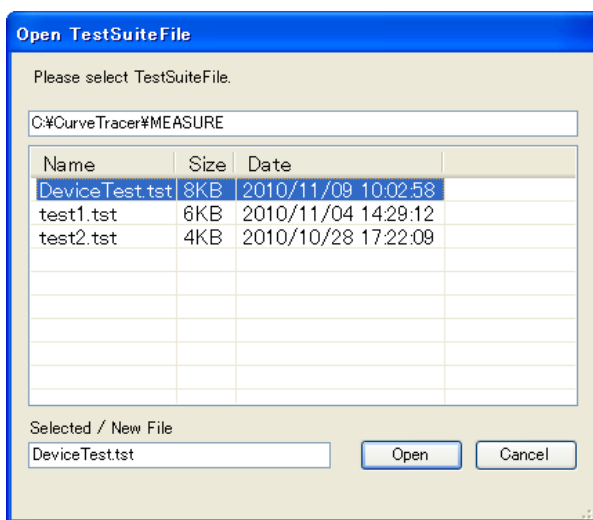 Open TestSuiteFile
Please select TestSuiteFile.
C:¥CurveTracer¥MEASURE
Name Size Date
DeviceTest.tst 8KB 2010/11/09 10:02:58
test1.tst 6KB 2010/11/04 14:29:12
test2.tst 4KB 2010/10/28 17:22:09
Selected / New File
DeviceTest.tst Open Cancel